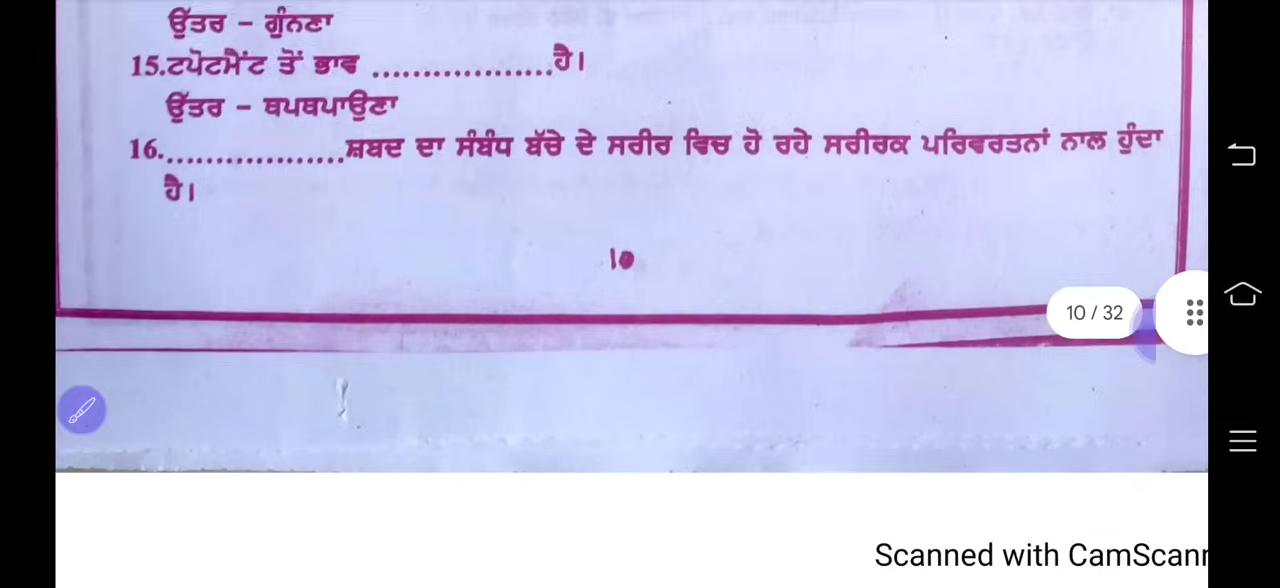 ਉੱਤਰ – ਗੁੰਨਣਾ
15.ਟਪੋਟਮੈਂਟ ਤੋਂ ਭਾਵ ..................ਹੈ।
ਉੱਤਰ – ਥਪਥਪਾਉਣਾ
16..................ਸ਼ਬਦ ਦਾ ਸੰਬੰਧ ਬੱਚੇ ਦੇ ਸਰੀਰ ਵਿਚ ਹੋ ਰਹੇ ਸਰੀਰਕ ਪਰਿਵਰਤਨਾਂ ਨਾਲ ਹੁੰਦਾ
ਹੈ।
10
10 / 32
Scanned with CamScann